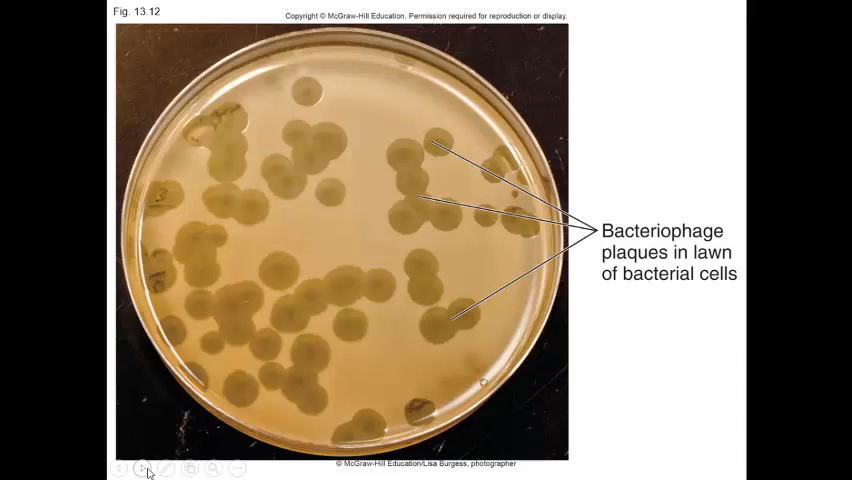 Fig. 13.12
Copyright © McGraw-Hill Education. Permission required for reproduction or display.
Bacteriophage
plaques in lawn
of bacterial cells
© McGraw-Hill Education/Lisa Burgess, photographer